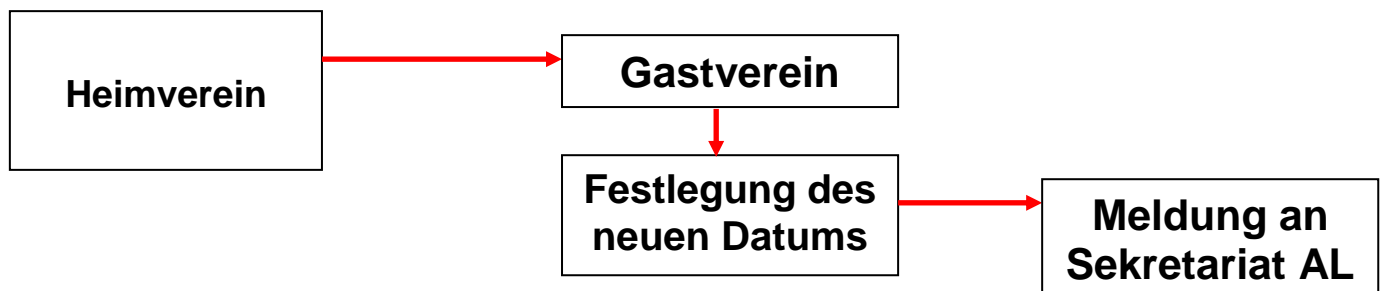 Heimverein
Gastverein
Festlegung des
neuen Datums
Meldung an
Sekretariat AL